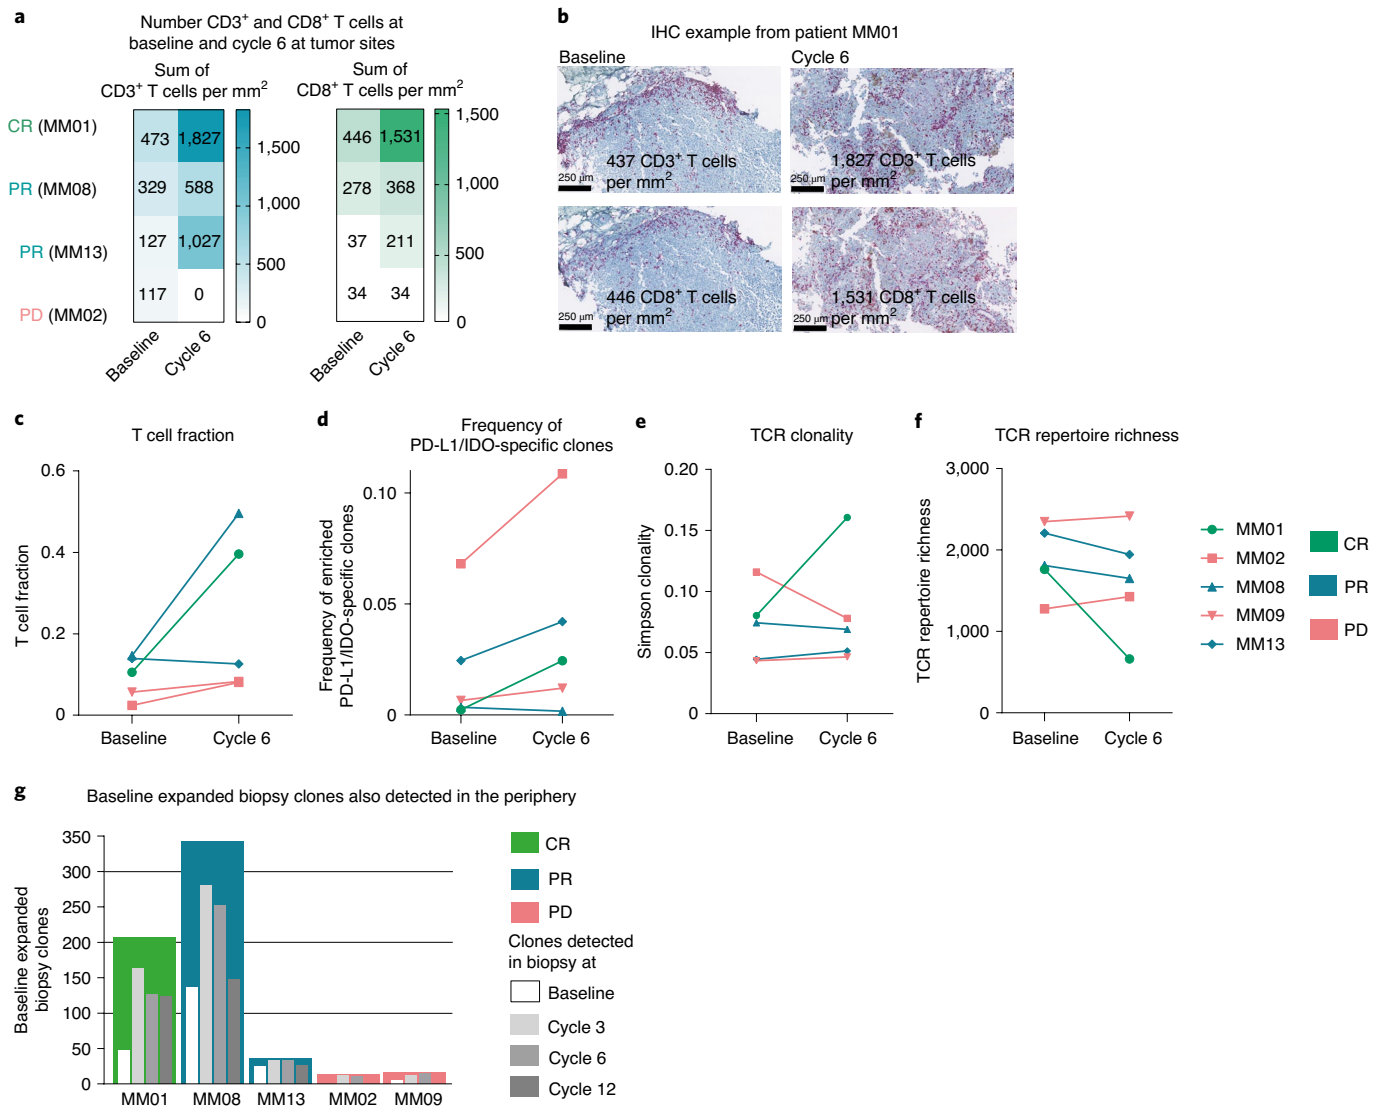 a
Number CD3+ and CD8+ T cells at
baseline and cycle 6 at tumor sites
Sum of
CD3+ T cells per mm2
Sum of
CD8+ T cells per mm2
CR (MM01)
473 1,827
446 1,531
1,500
1,500
PR (MM08)
329 588
278 368
1,000
1,000
PR (MM13)
127 1,027
37 211
500
500
PD (MM02)
117 0
34 34
0
0
Baseline
Cycle 6
Baseline
Cycle 6
b
IHC example from patient MM01
Baseline
Cycle 6
437 CD3+ T cells
per mm2
250 µm
1,827 CD3+ T cells
per mm2
250 µm
446 CD8+ T cells
per mm2
250 µm
1,531 CD8+ T cells
per mm2
250 µm
c
T cell fraction
T cell fraction
0.6
0.4
0.2
0
Baseline
Cycle 6
d
Frequency of
PD-L1/IDO-specific clones
Frequency of enriched
PD-L1/IDO-specific clones
0.10
0.05
0
Baseline
Cycle 6
e
TCR clonality
Simpson clonality
0.20
0.15
0.10
0.05
0
Baseline
Cycle 6
f
TCR repertoire richness
TCR repertoire richness
3,000
2,000
1,000
0
Baseline
Cycle 6
MM01
MM02
MM08
MM09
MM13
CR
PR
PD
g
Baseline expanded biopsy clones also detected in the periphery
Baseline expanded
biopsy clones
350
300
250
200
150
100
50
0
MM01
MM08
MM13
MM02
MM09
CR
PR
PD
Clones detected
in biopsy at
Baseline
Cycle 3
Cycle 6
Cycle 12